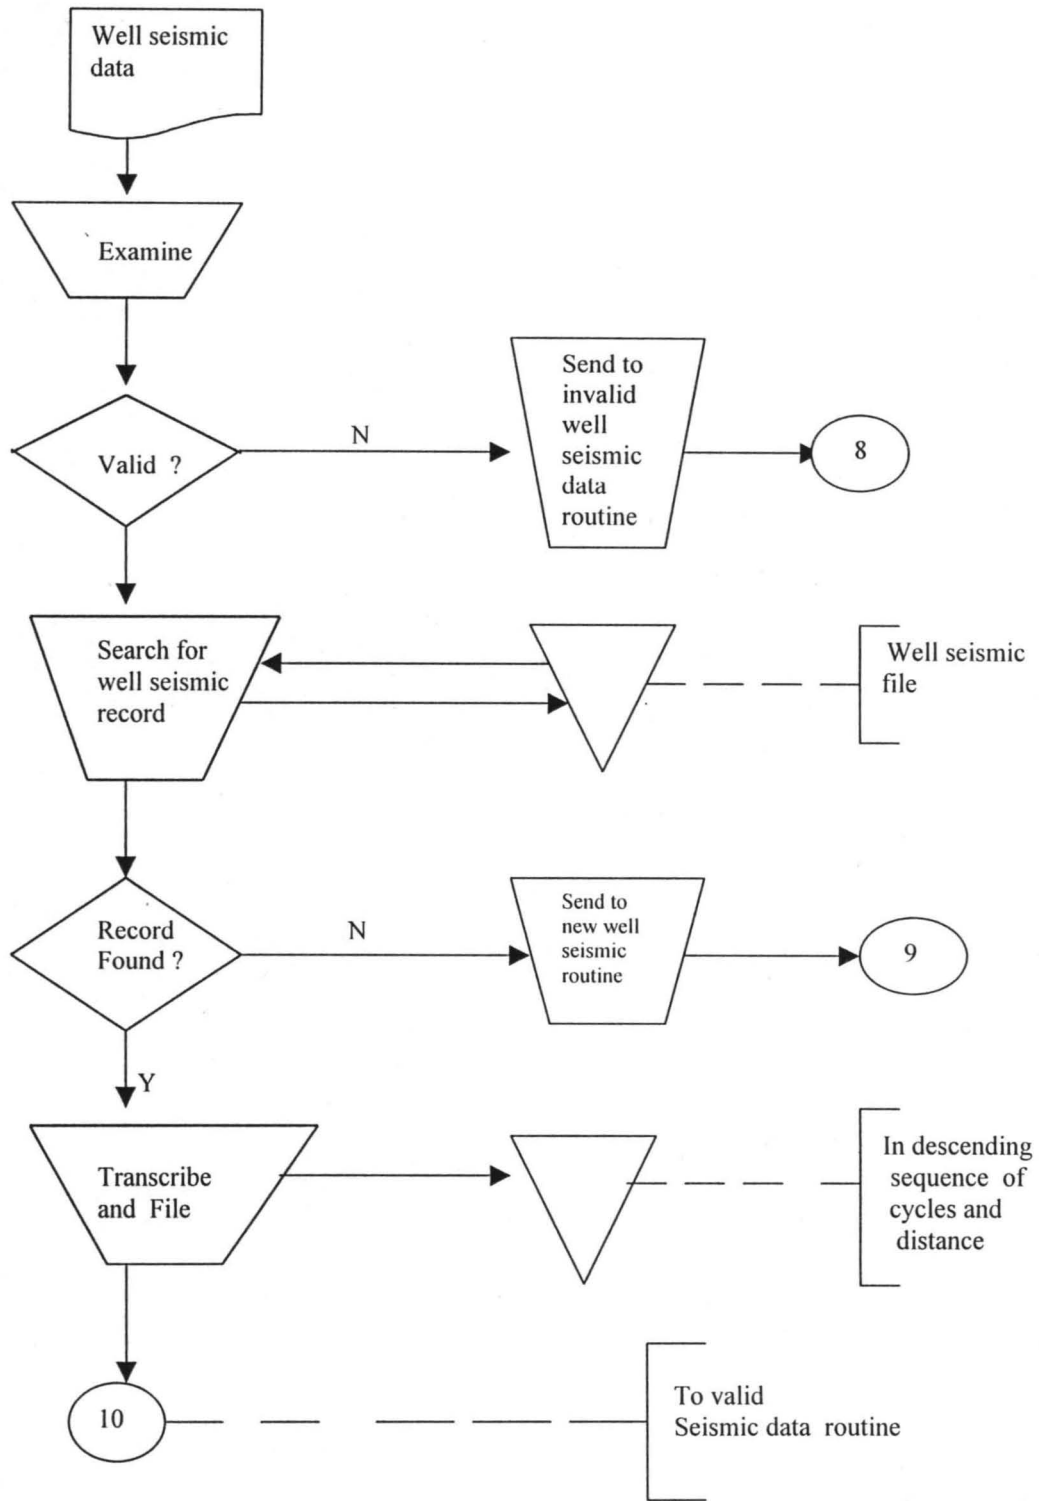 Well seismic
data
Examine
Valid ?
N
Send to
invalid
well
seismic
data
routine
8
Search for
well seismic
record
Well seismic
file
Record
Found ?
N
Send to
new well
seismic
routine
9
Y
Transcribe
and File
In descending
sequence of
cycles and
distance
10
To valid
Seismic data routine